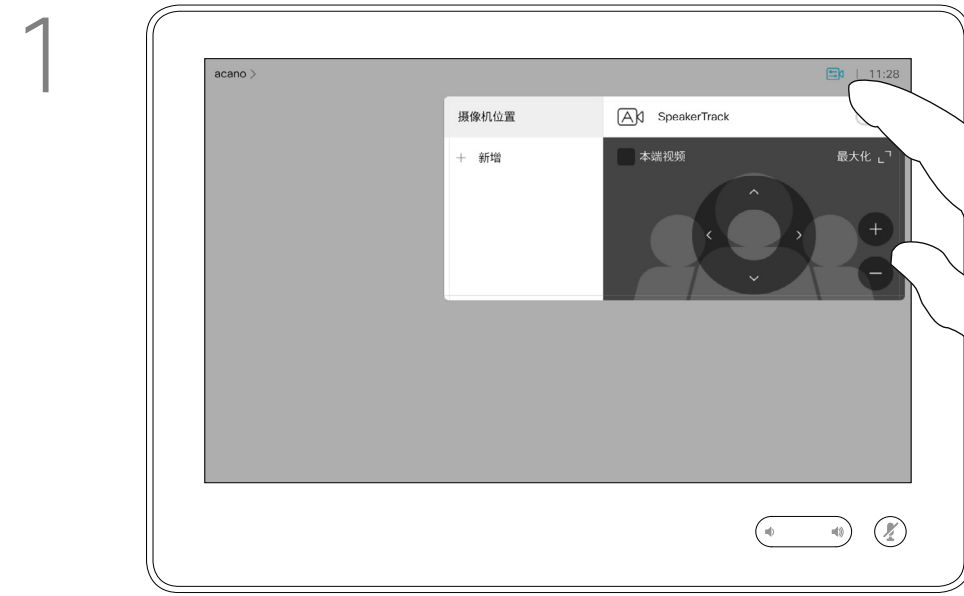 1
acano >
| 11:28
摄像机位置
SpeakerTrack
+ 新增
本端视频
最大化